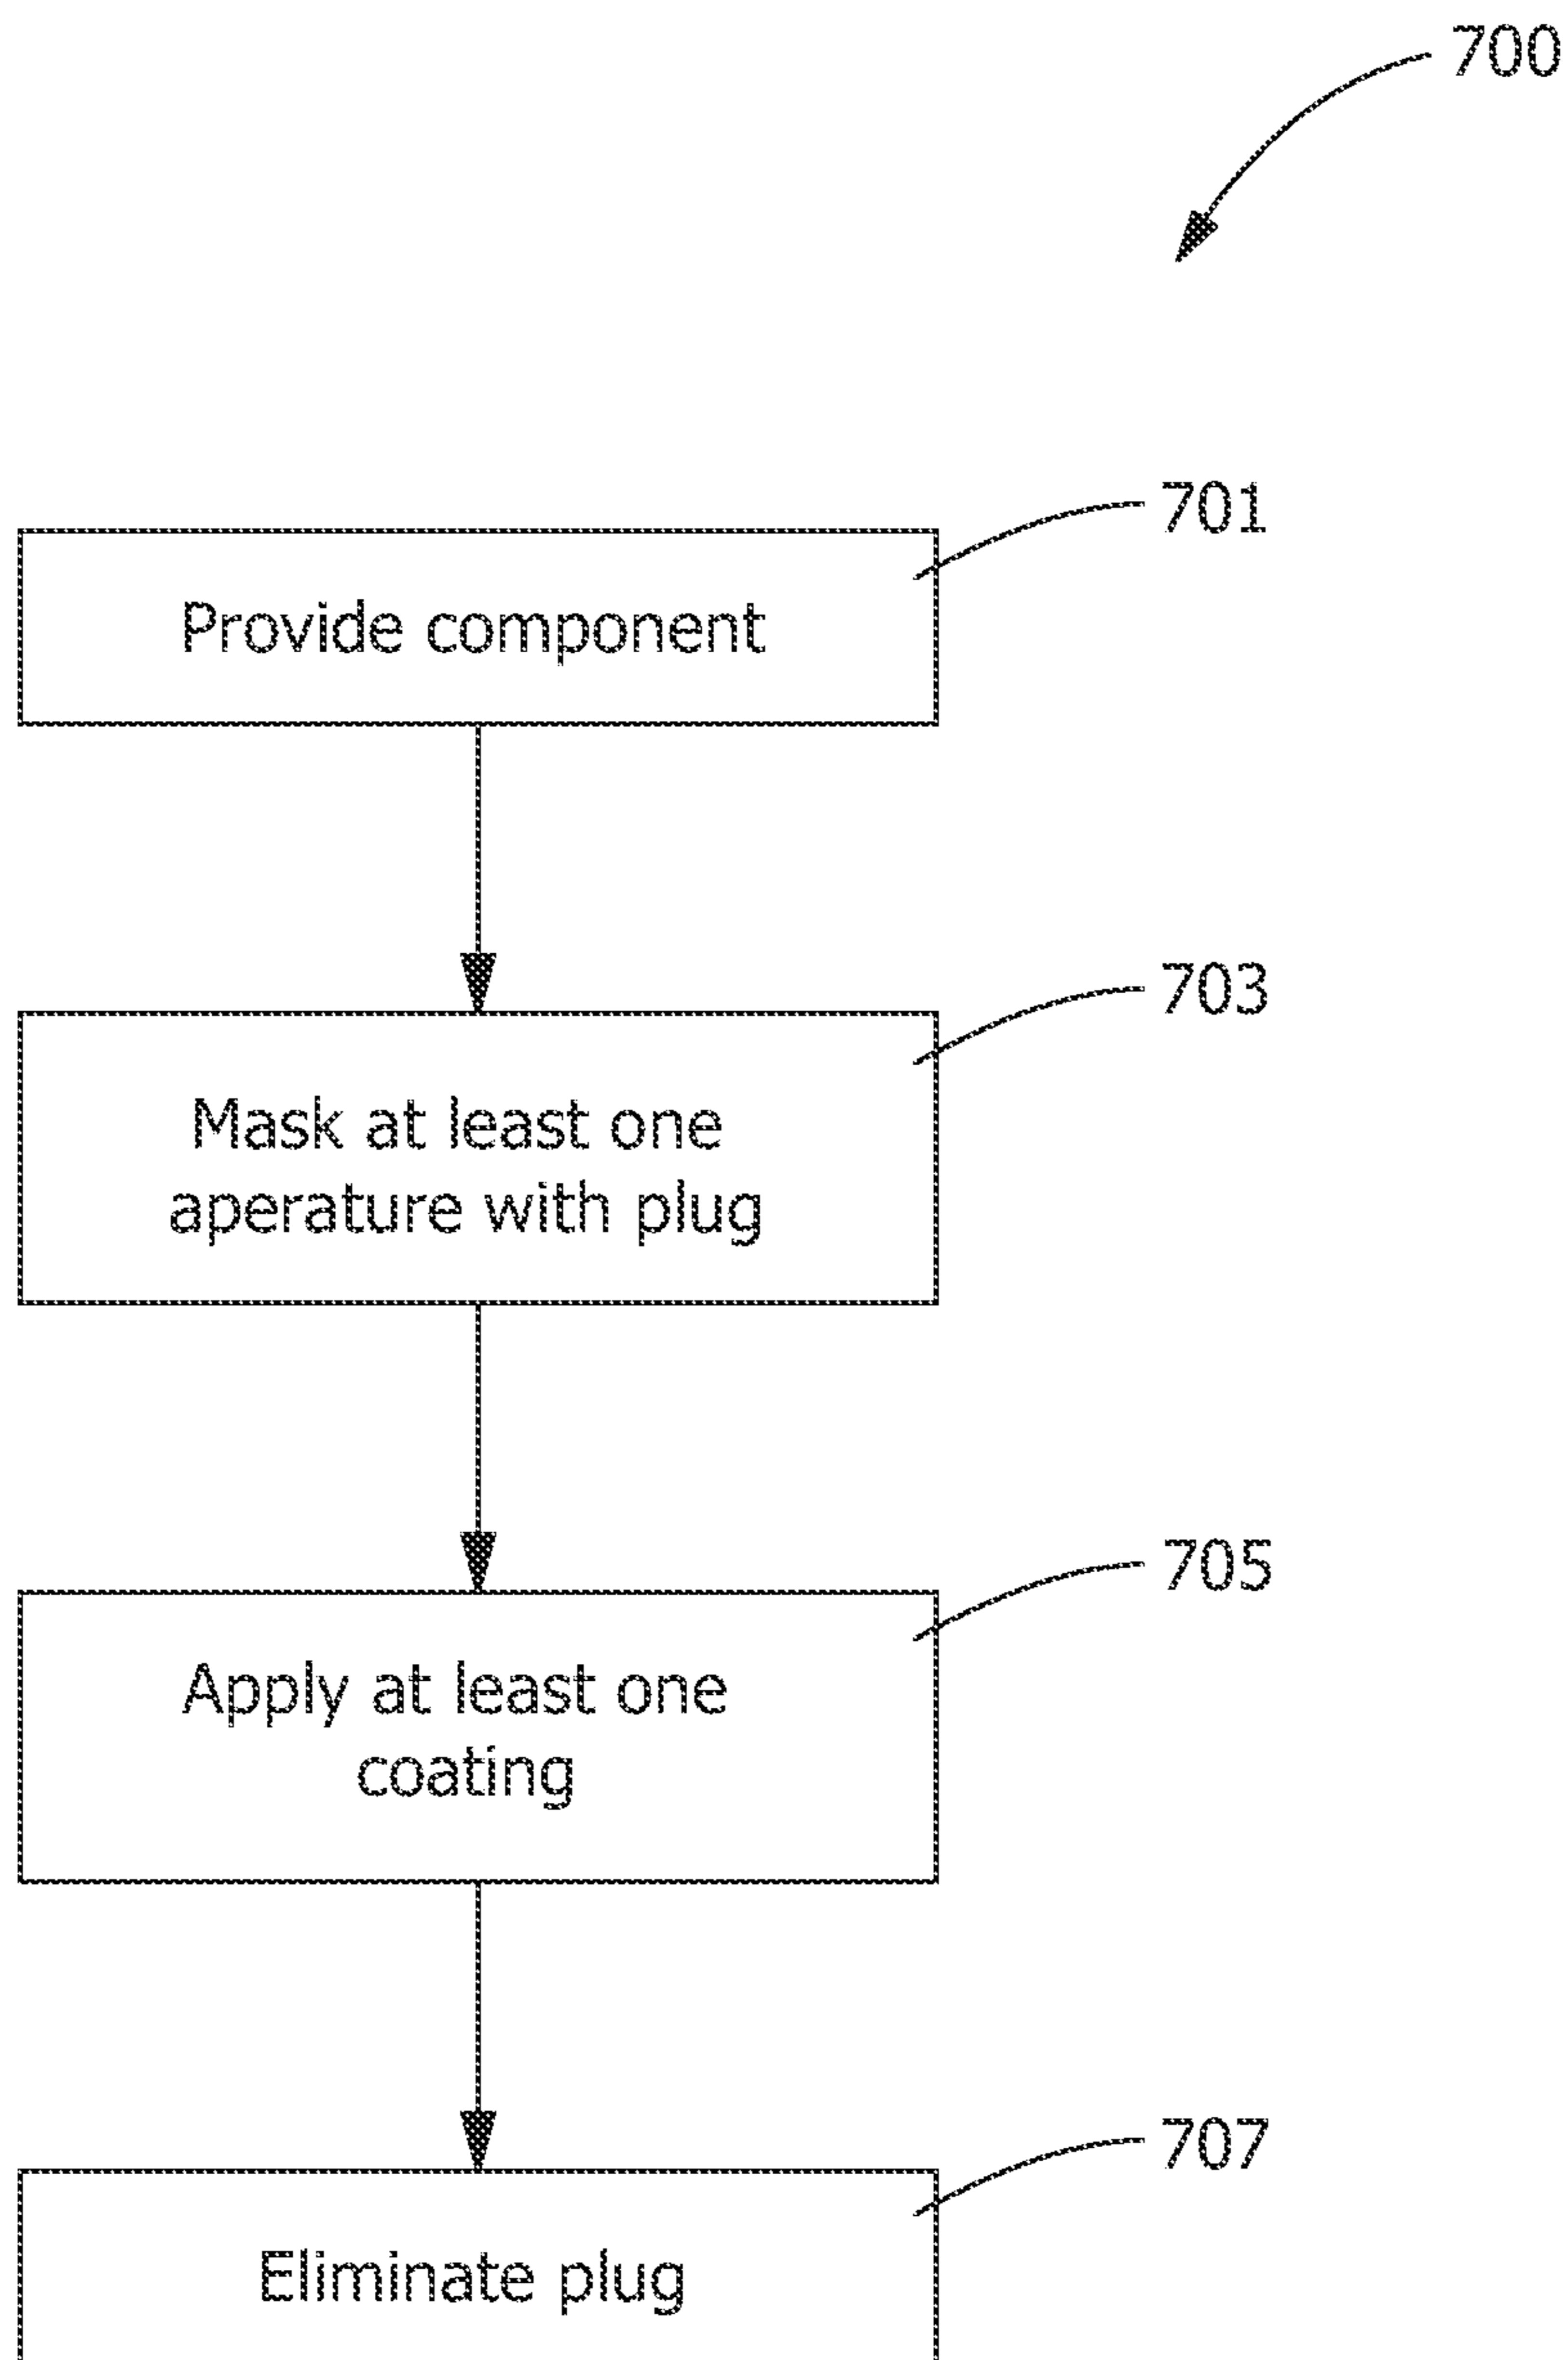 700
701
Provide component
703
Mask at least one
aperature with plug
705
Apply at least one
coating
707
Eliminate plug